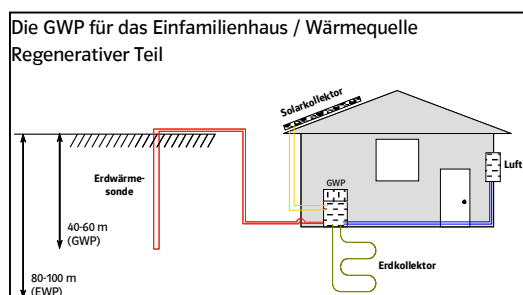 Die GWP für das Einfamilienhaus / Wärmequelle
Regenerativer Teil
Solarkollektor
Luft
GWP
Erdwärme-
sonde
40-60 m
(GWP)
Erdkollektor
80-100 m
(EWP)